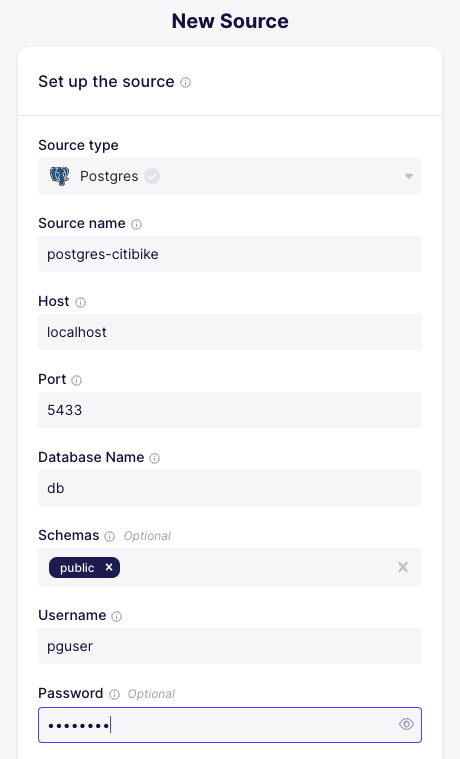 New Source
Set up the source
Source type
Postgres
Source name
postgres-citibike
Host
localhost
Port
5433
Database Name
db
Schemas Optional
public
Username
pguser
Password Optional
••••••••